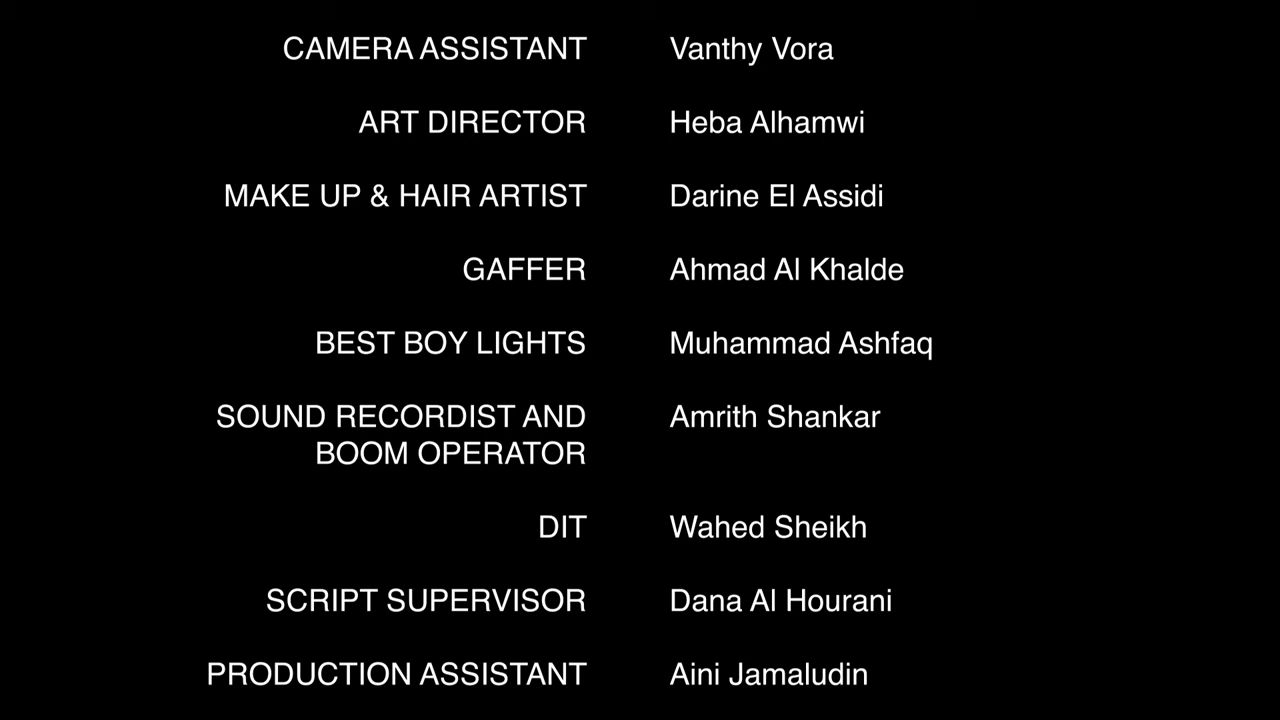 CAMERA ASSISTANT Vanthy Vora
ART DIRECTOR Heba Alhamwi
MAKE UP & HAIR ARTIST Darine El Assidi
GAFFER Ahmad Al Khalde
BEST BOY LIGHTS Muhammad Ashfaq
SOUND RECORDIST AND Amrith Shankar
BOOM OPERATOR
DIT Wahed Sheikh
SCRIPT SUPERVISOR Dana Al Hourani
PRODUCTION ASSISTANT Aini Jamaludin